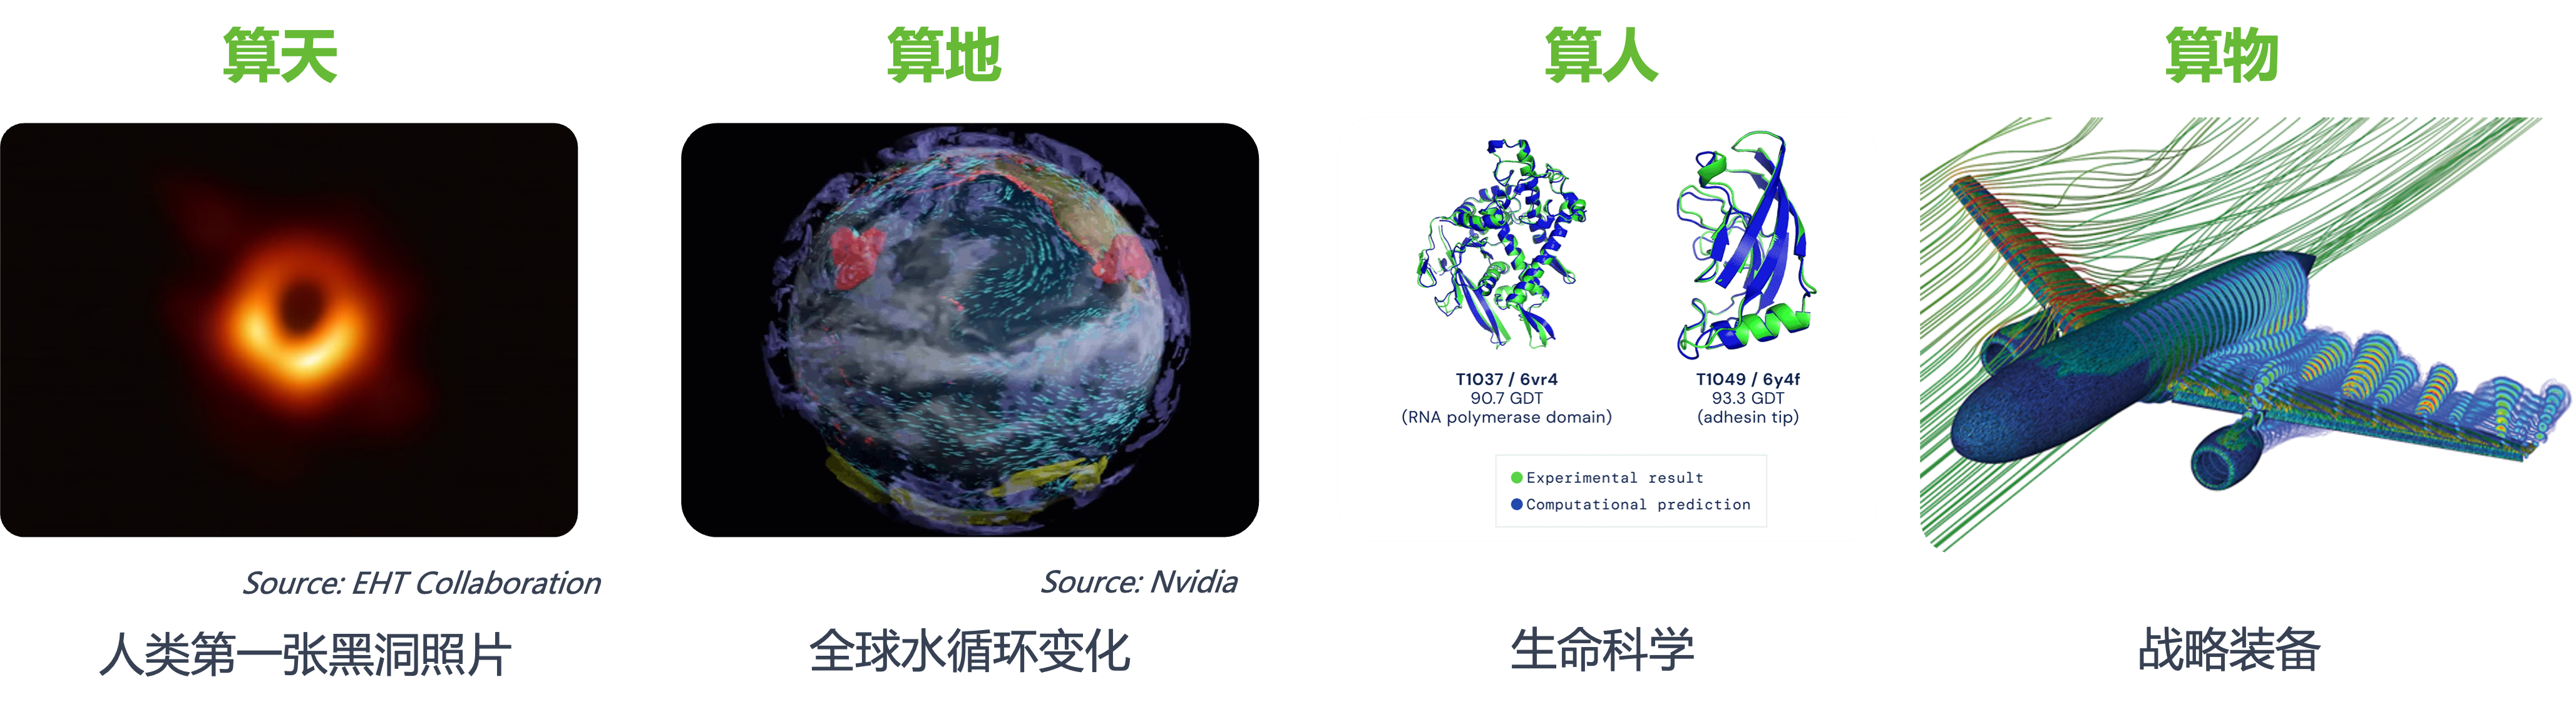 算天
算地
算人
算物
T1037 / 6vr4
90.7 GDT
(RNA polymerase domain)
T1049 / 6y4f
93.3 GDT
(adhesin tip)
Experimental result
Computational prediction
Source: EHT Collaboration
Source: Nvidia
人类第一张黑洞照片
全球水循环变化
生命科学
战略装备